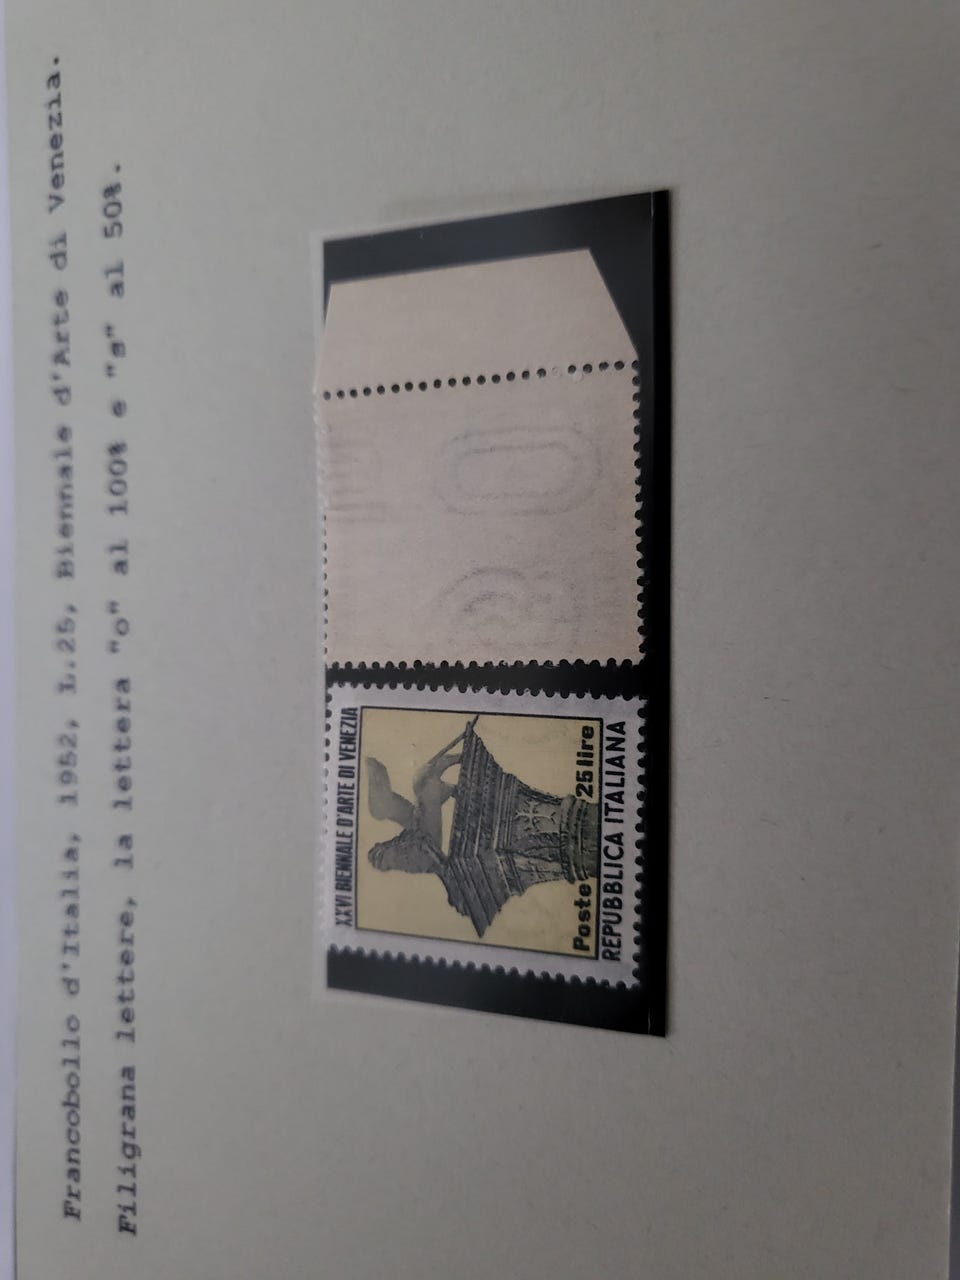 Francobollo d'Italia, 1952, L.25, Biennale d'Arte di Venezia.
Filigrana lettere, la lettera "o" al 100% e "s" al 50%.
XXVI BIENNALE D'ARTE DI VENEZIA
Poste 25 lire
REPUBBLICA ITALIANA